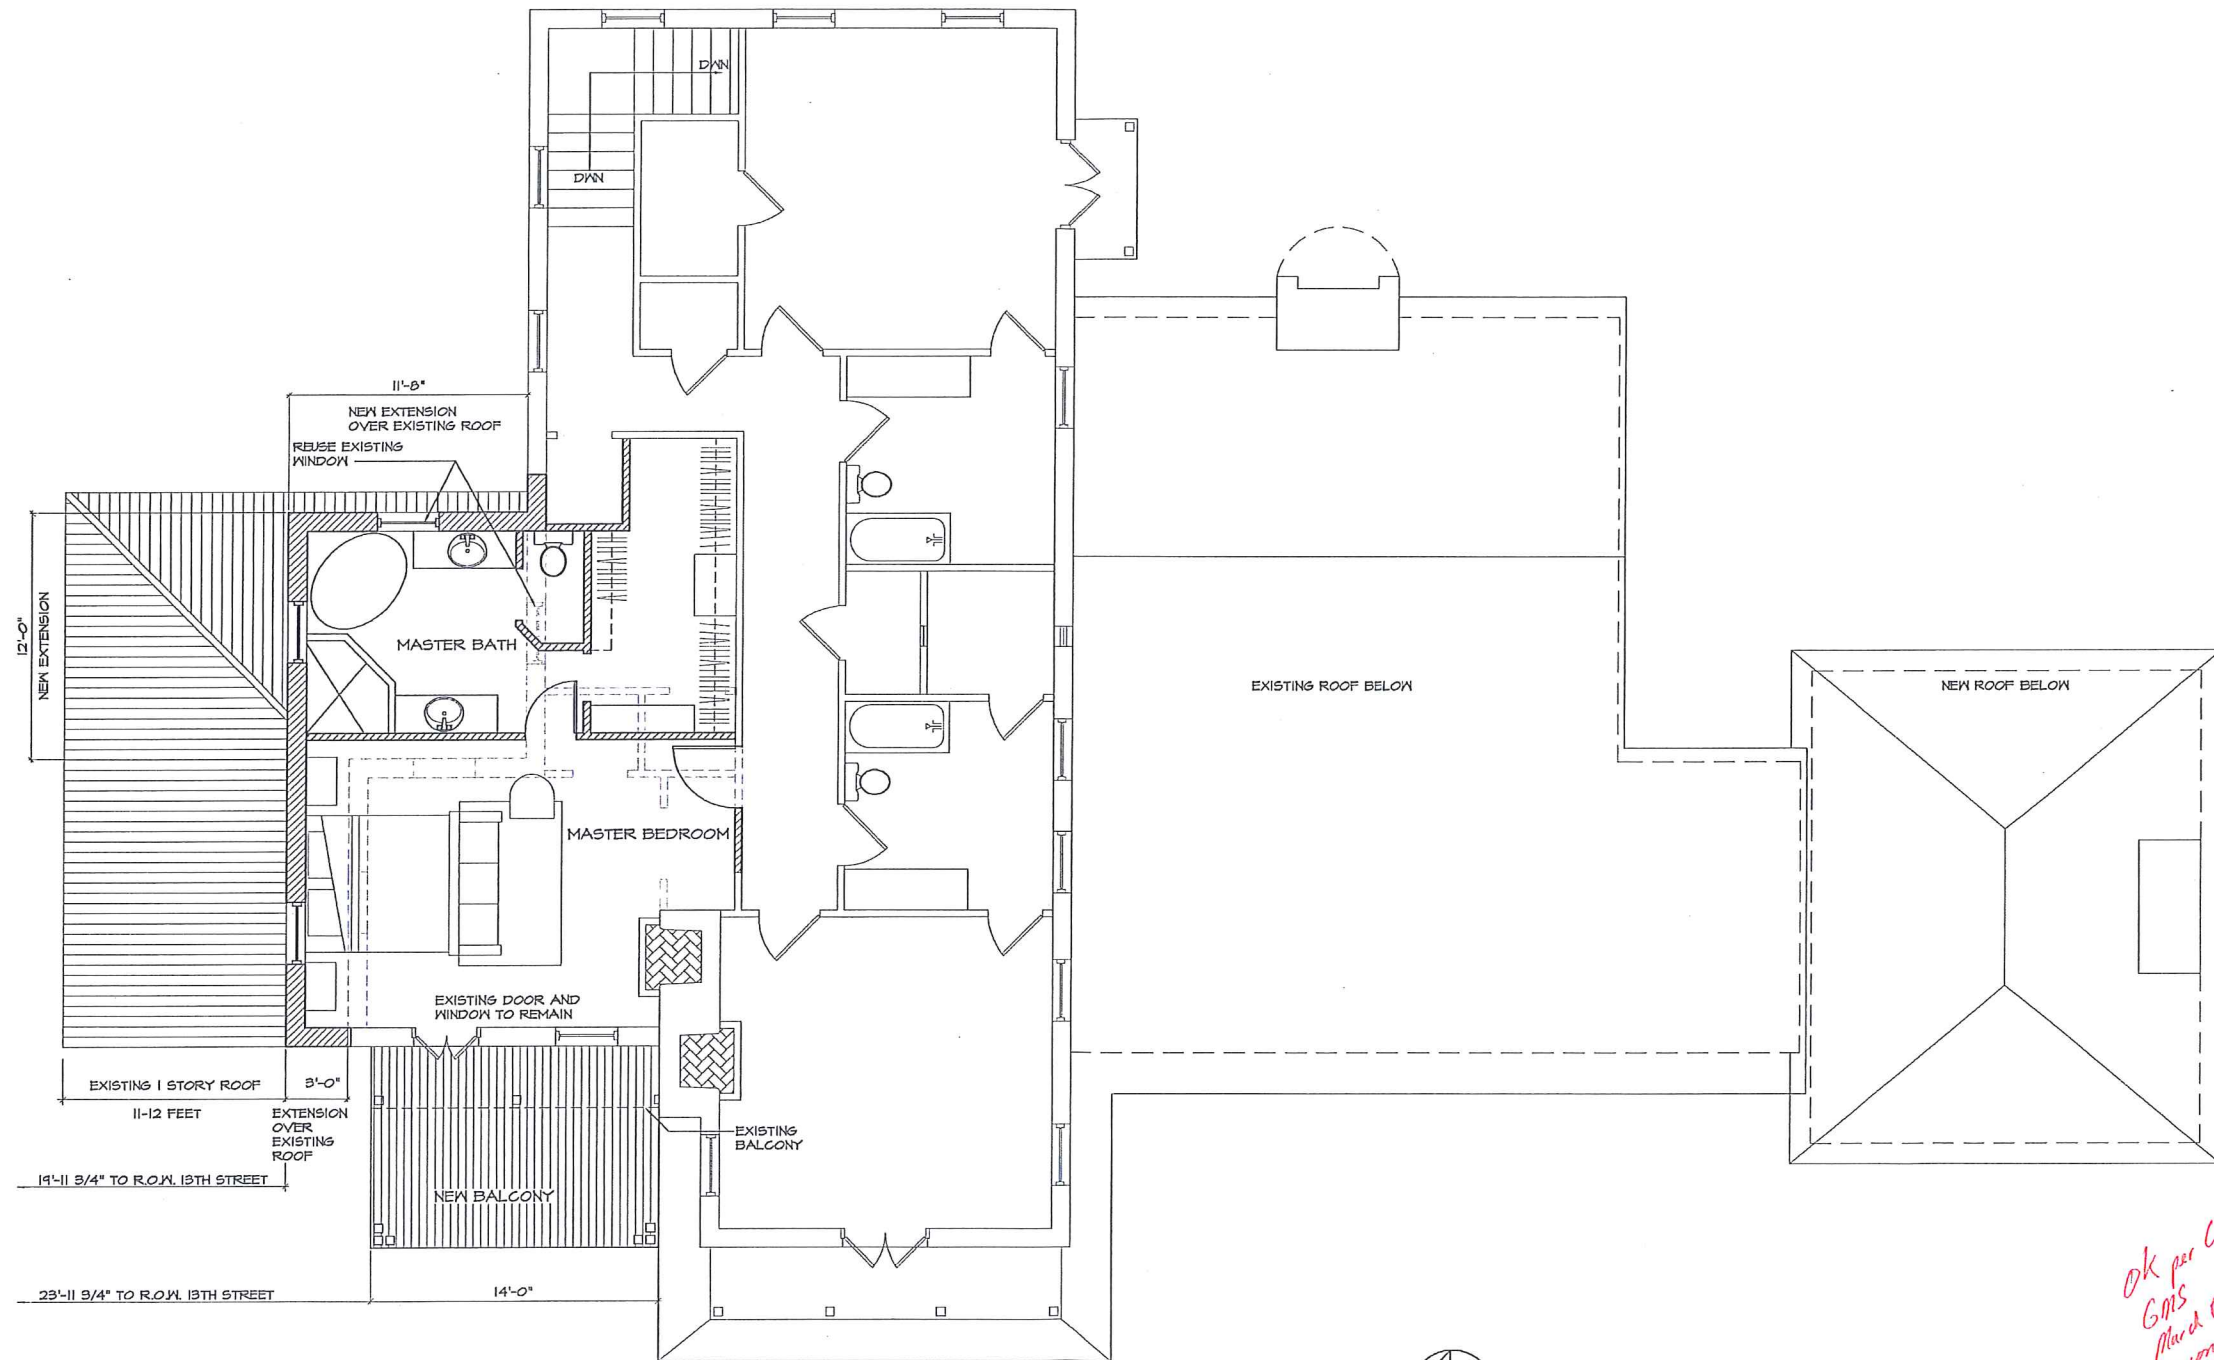 DWN
DWN
11'-8"
NEW EXTENSION
OVER EXISTING ROOF
REUSE EXISTING
WINDOW
12'-0"
NEW EXTENSION
MASTER BATH
EXISTING ROOF BELOW
NEW ROOF BELOW
MASTER BEDROOM
EXISTING DOOR AND
WINDOW TO REMAIN
EXISTING 1 STORY ROOF
11-12 FEET
3'-0"
EXTENSION
OVER
EXISTING
ROOF
EXISTING
BALCONY
19'-11 3/4" TO R.O.W. 13TH STREET
NEW BALCONY
23'-11 3/4" TO R.O.W. 13TH STREET
14'-0"
OK per
GMS
March